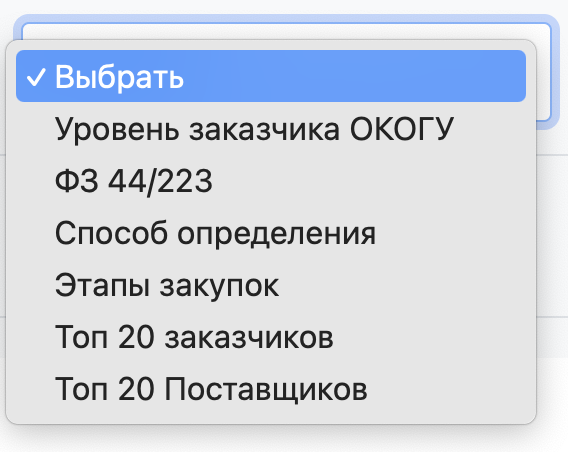 ✓ Выбрать
Уровень заказчика ОКОГУ
ФЗ 44/223
Способ определения
Этапы закупок
Топ 20 заказчиков
Топ 20 Поставщиков